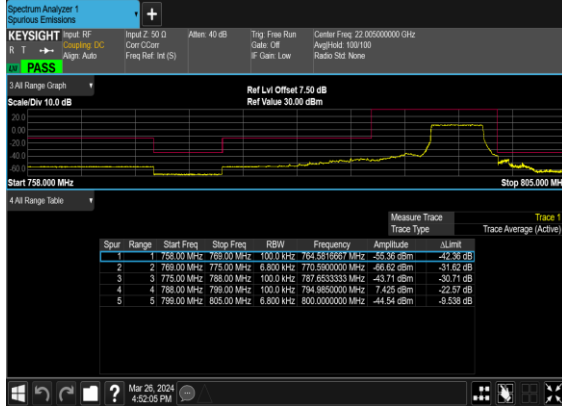 Spectrum Analyzer 1
Spurious Emissions
+
KEYSIGHT Input: RF Input Z: 50 Ω Atten: 40 dB Trig: Free Run Center Freq: 22.005000000 GHz
R T Coupling: DC Corr CCorr Gate: Off Avg|Hold: 100/100
Align: Auto Freq Ref: Int (S) IF Gain: Low Radio Std: None
PASS
3 All Range Graph
Ref Lvl Offset 7.50 dB
Scale/Div 10.0 dB Ref Value 30.00 dBm
20.0
0.00
-20.0
-40.0
-60.0
Start 758.000 MHz Stop 805.000 MH
4 All Range Table
Measure Trace Trace 1
Trace Type Trace Average (Active)
Spur Range Start Freq Stop Freq RBW Frequency Amplitude ΔLimit
1 1 758.00 MHz 769.00 MHz 100.0 kHz 764.5816667 MHz -55.36 dBm -42.36 dB
2 2 769.00 MHz 775.00 MHz 6.800 kHz 770.5900000 MHz -66.62 dBm -31.62 dB
3 3 775.00 MHz 788.00 MHz 100.0 kHz 787.6533333 MHz -43.71 dBm -30.71 dB
4 4 788.00 MHz 799.00 MHz 100.0 kHz 794.9850000 MHz 7.425 dBm -22.57 dB
5 5 799.00 MHz 805.00 MHz 6.800 kHz 800.0000000 MHz -44.54 dBm -9.538 dB
? Mar 26, 2024
4:52:05 PM